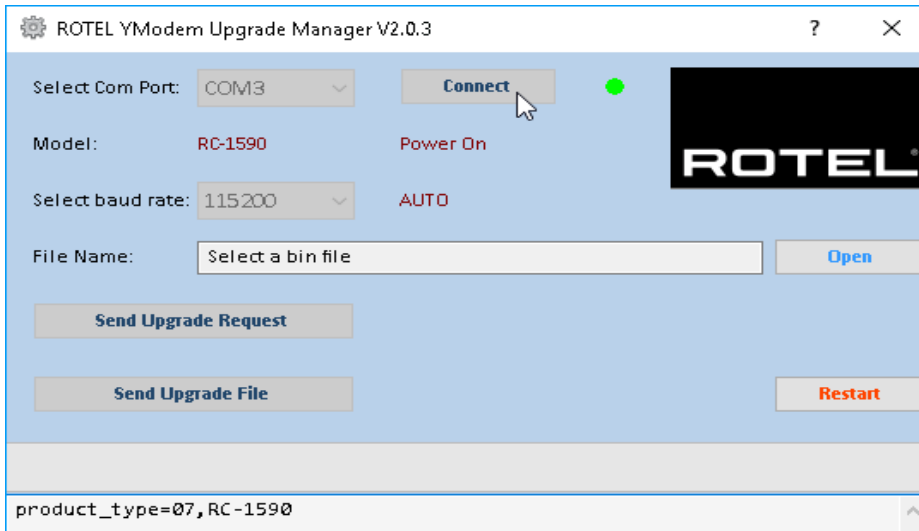 ROTEL YModem Upgrade Manager V2.0.3 ?
Select Com Port: COM3 Connect
ROTEL
Model: RC-1590 Power On
Select baud rate: 115200 AUTO
File Name: Select a bin file Open
Send Upgrade Request
Send Upgrade File Restart
product_type=07,RC-1590